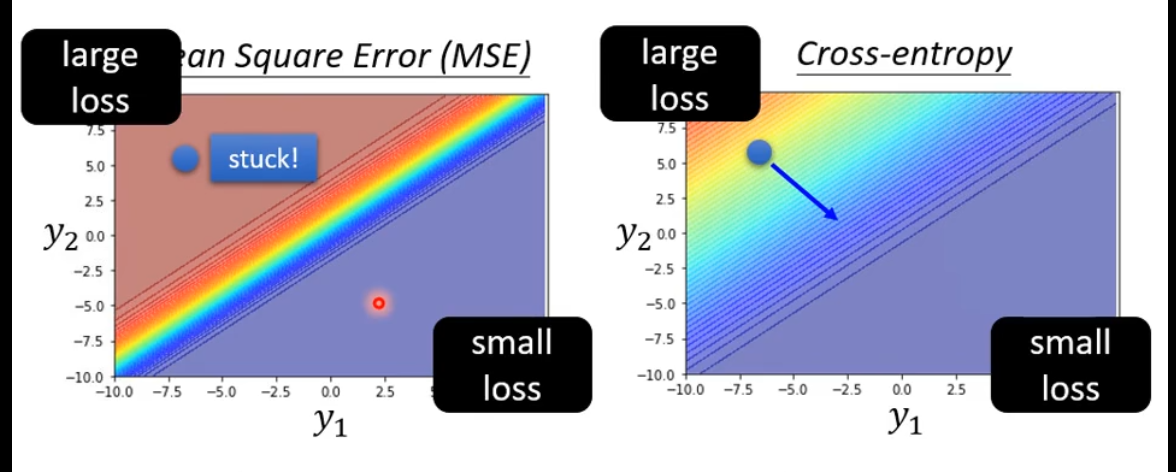 large
loss
ean Square Error (MSE)
7.5
5.0
2.5
0.0
−2.5
−5.0
−7.5
−10.0
y₂
stuck!
small
loss
−10.0 −7.5 −5.0 −2.5 0.0 2.5
y₁
large
loss
Cross-entropy
7.5
5.0
2.5
0.0
−2.5
−5.0
−7.5
−10.0
y₂
small
loss
−10.0 −7.5 −5.0 −2.5 0.0 2.5
y₁